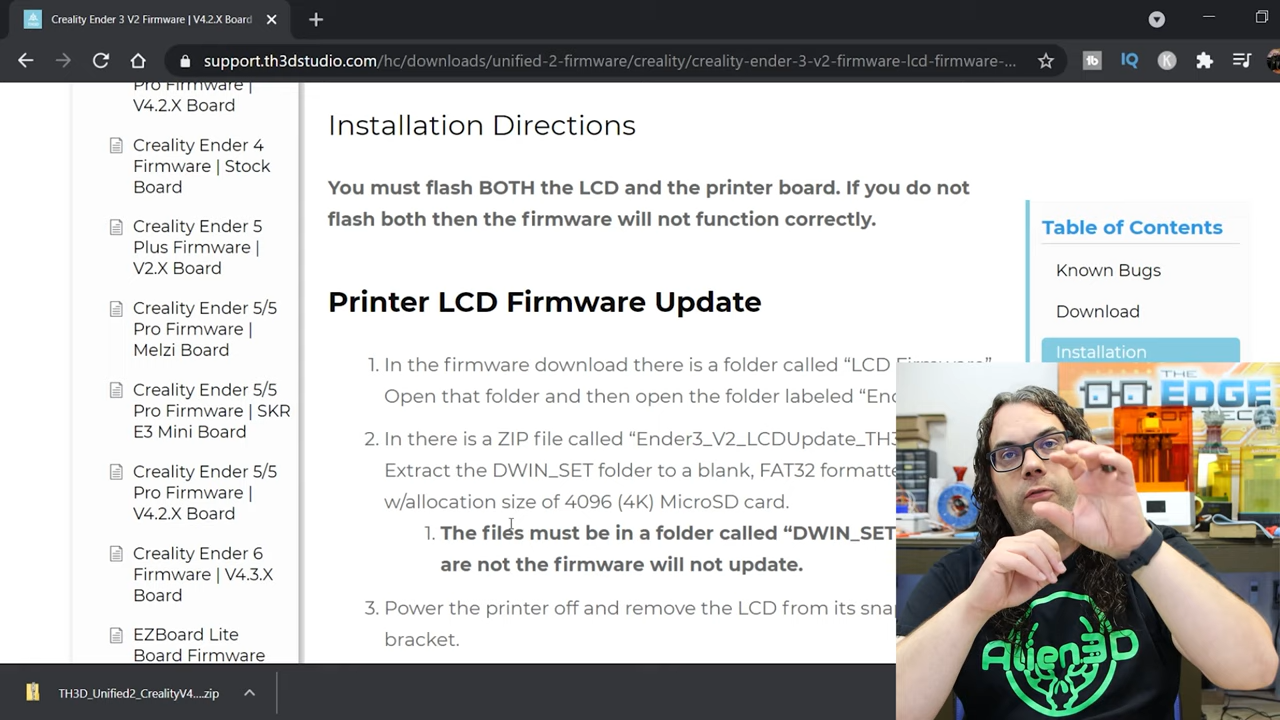 Creality Ender 3 V2 Firmware | V4.2.X Board
support.th3dstudio.com/hc/downloads/unified-2-firmware/creality/creality-ender-3-v2-firmware-lcd-firmware-...
Pro Firmware |
V4.2.X Board
Creality Ender 4
Firmware | Stock
Board
Creality Ender 5
Plus Firmware |
V2.X Board
Creality Ender 5/5
Pro Firmware |
Melzi Board
Creality Ender 5/5
Pro Firmware | SKR
E3 Mini Board
Creality Ender 5/5
Pro Firmware |
V4.2.X Board
Creality Ender 6
Firmware | V4.3.X
Board
EZBoard Lite
Board Firmware
Installation Directions
You must flash BOTH the LCD and the printer board. If you do not
flash both then the firmware will not function correctly.
Printer LCD Firmware Update
1. In the firmware download there is a folder called “LCD
Open that folder and then open the folder labeled
2. In there is a ZIP file called “Ender3_V2_LCDUpdate_TH3
Extract the DWIN_SET folder to a blank, FAT32
w/allocation size of 4096 (4K) MicroSD card.
1. The files must be in a folder called “DWIN_SET
are not the firmware will not update.
3. Power the printer off and remove the LCD from its
bracket.
Table of Contents
Known Bugs
Download
Installation
THE
EDGE
Alien3D
TH3D_Unified2_CrealityV4....zip